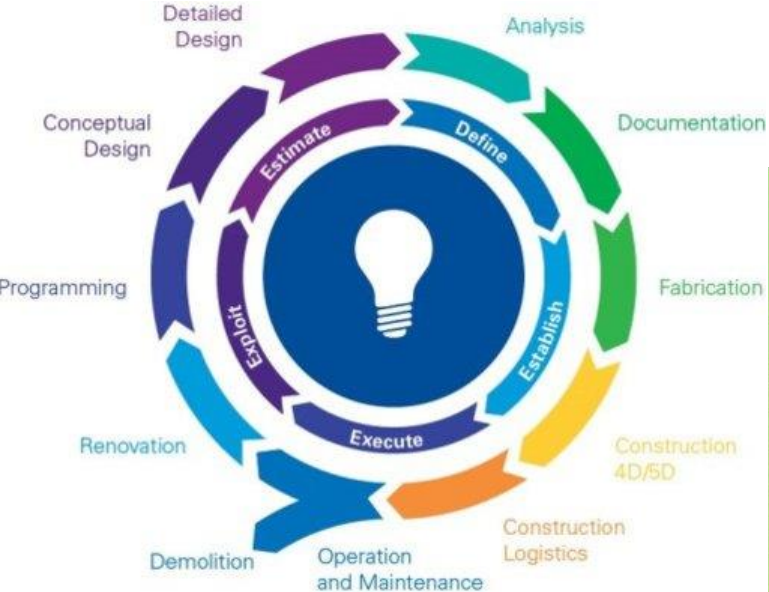 Detailed
Design
Analysis
Conceptual
Design
Documentation
Programming
Fabrication
Renovation
Construction
4D/5D
Demolition
Operation
and Maintenance
Construction
Logistics
Estimate
Define
Establish
Execute
Exploit